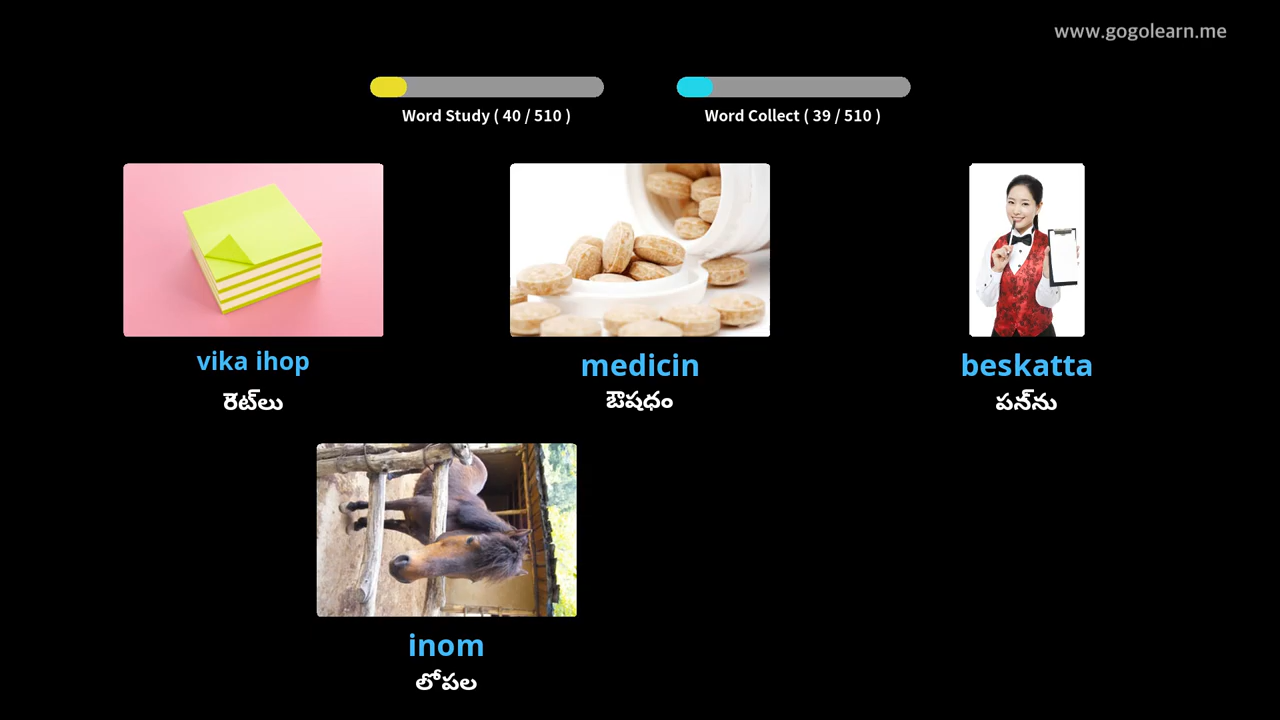 www.gogolearn.me
Word Study ( 40 / 510 )
Word Collect ( 39 / 510 )
vika ihop
రెట్‌లు
medicin
ఔషధం
beskatta
పన్‌ను
inom
లోపల